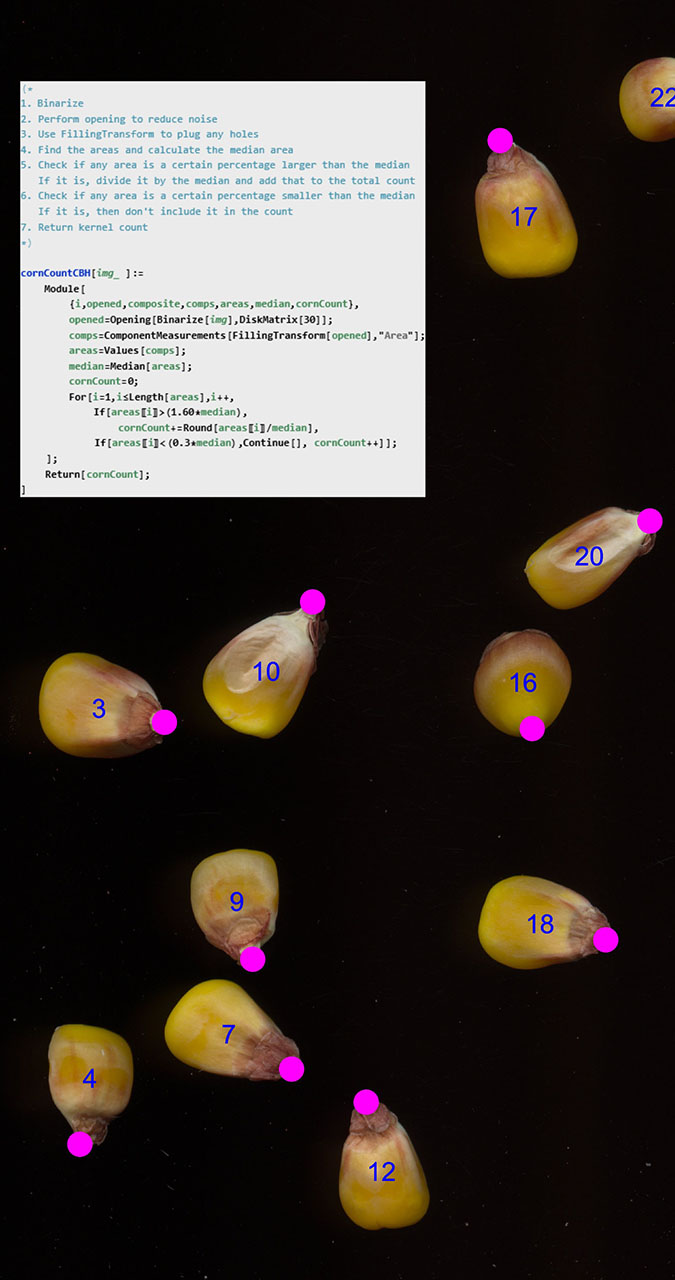 (*
1. Binarize
2. Perform opening to reduce noise
3. Use FillingTransform to plug any holes
4. Find the areas and calculate the median area
5. Check if any area is a certain percentage larger than the median
If it is, divide it by the median and add that to the total count
6. Check if any area is a certain percentage smaller than the median
If it is, then don't include it in the count
7. Return kernel count
*)
cornCountCBH[img_ ]:=
Module[
{i,opened,composite,comps,areas,median,cornCount},
opened=Opening[Binarize[img],DiskMatrix[30]];
comps=ComponentMeasurements[FillingTransform[opened],"Area"];
areas=Values[comps];
median=Median[areas];
cornCount=0;
For[i=1,i≤Length[areas],i++,
If[areas〚i〛>(1.60*median),
cornCount+=Round[areas〚i〛/median],
If[areas〚i〛<(0.3*median),Continue[], cornCount++]];
];
Return[cornCount];
]
22
17
20
10
16
3
9
18
7
4
12